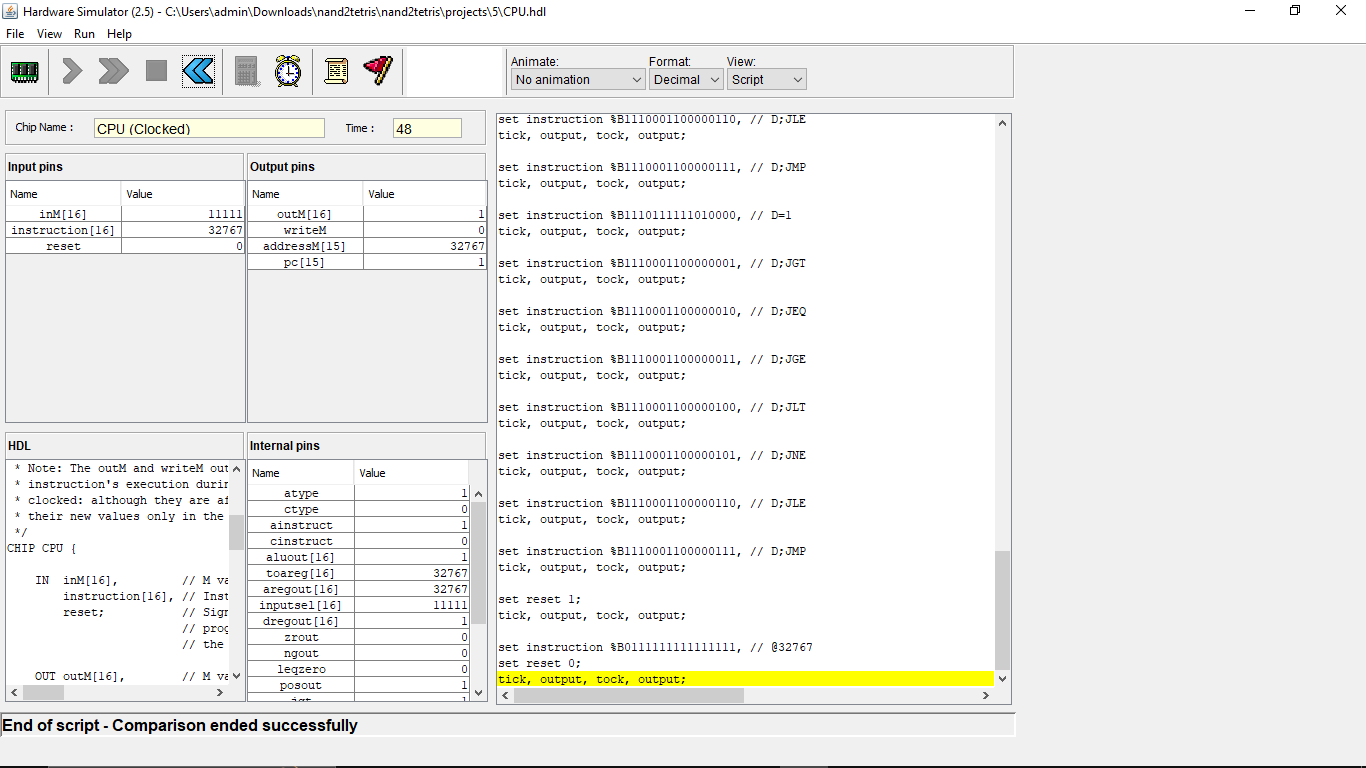 Hardware Simulator (2.5) - C:\Users\admin\Downloads\nand2tetris\nand2tetris\projects\5\CPU.hdl
File View Run Help
Animate: Format: View:
No animation Decimal Script
Chip Name : CPU (Clocked) Time : 48
Input pins
Name Value
inM[16] 11111
instruction[16] 32767
reset 0
Output pins
Name Value
outM[16] 1
writeM 0
addressM[15] 32767
pc[15] 1
HDL
* Note: The outM and writeM out
* instruction's execution durin
* clocked: although they are af
* their new values only in the
*/
CHIP CPU {
IN inM[16], // M va
instruction[16], // Inst
reset; // Sign
// prog
// the
OUT outM[16], // M va
Internal pins
Name Value
atype 1
ctype 0
ainstruct 1
cinstruct 0
aluout[16] 1
toareg[16] 32767
aregout[16] 32767
inputsel[16] 11111
dregout[16] 1
zrout 0
ngout 0
leqzero 0
posout 1
set instruction %B1110001100000110, // D;JLE
tick, output, tock, output;
set instruction %B1110001100000111, // D;JMP
tick, output, tock, output;
set instruction %B1110111111010000, // D=1
tick, output, tock, output;
set instruction %B1110001100000001, // D;JGT
tick, output, tock, output;
set instruction %B1110001100000010, // D;JEQ
tick, output, tock, output;
set instruction %B1110001100000011, // D;JGE
tick, output, tock, output;
set instruction %B1110001100000100, // D;JLT
tick, output, tock, output;
set instruction %B1110001100000101, // D;JNE
tick, output, tock, output;
set instruction %B1110001100000110, // D;JLE
tick, output, tock, output;
set instruction %B1110001100000111, // D;JMP
tick, output, tock, output;
set reset 1;
tick, output, tock, output;
set instruction %B0111111111111111, // @32767
set reset 0;
tick, output, tock, output;
End of script - Comparison ended successfully